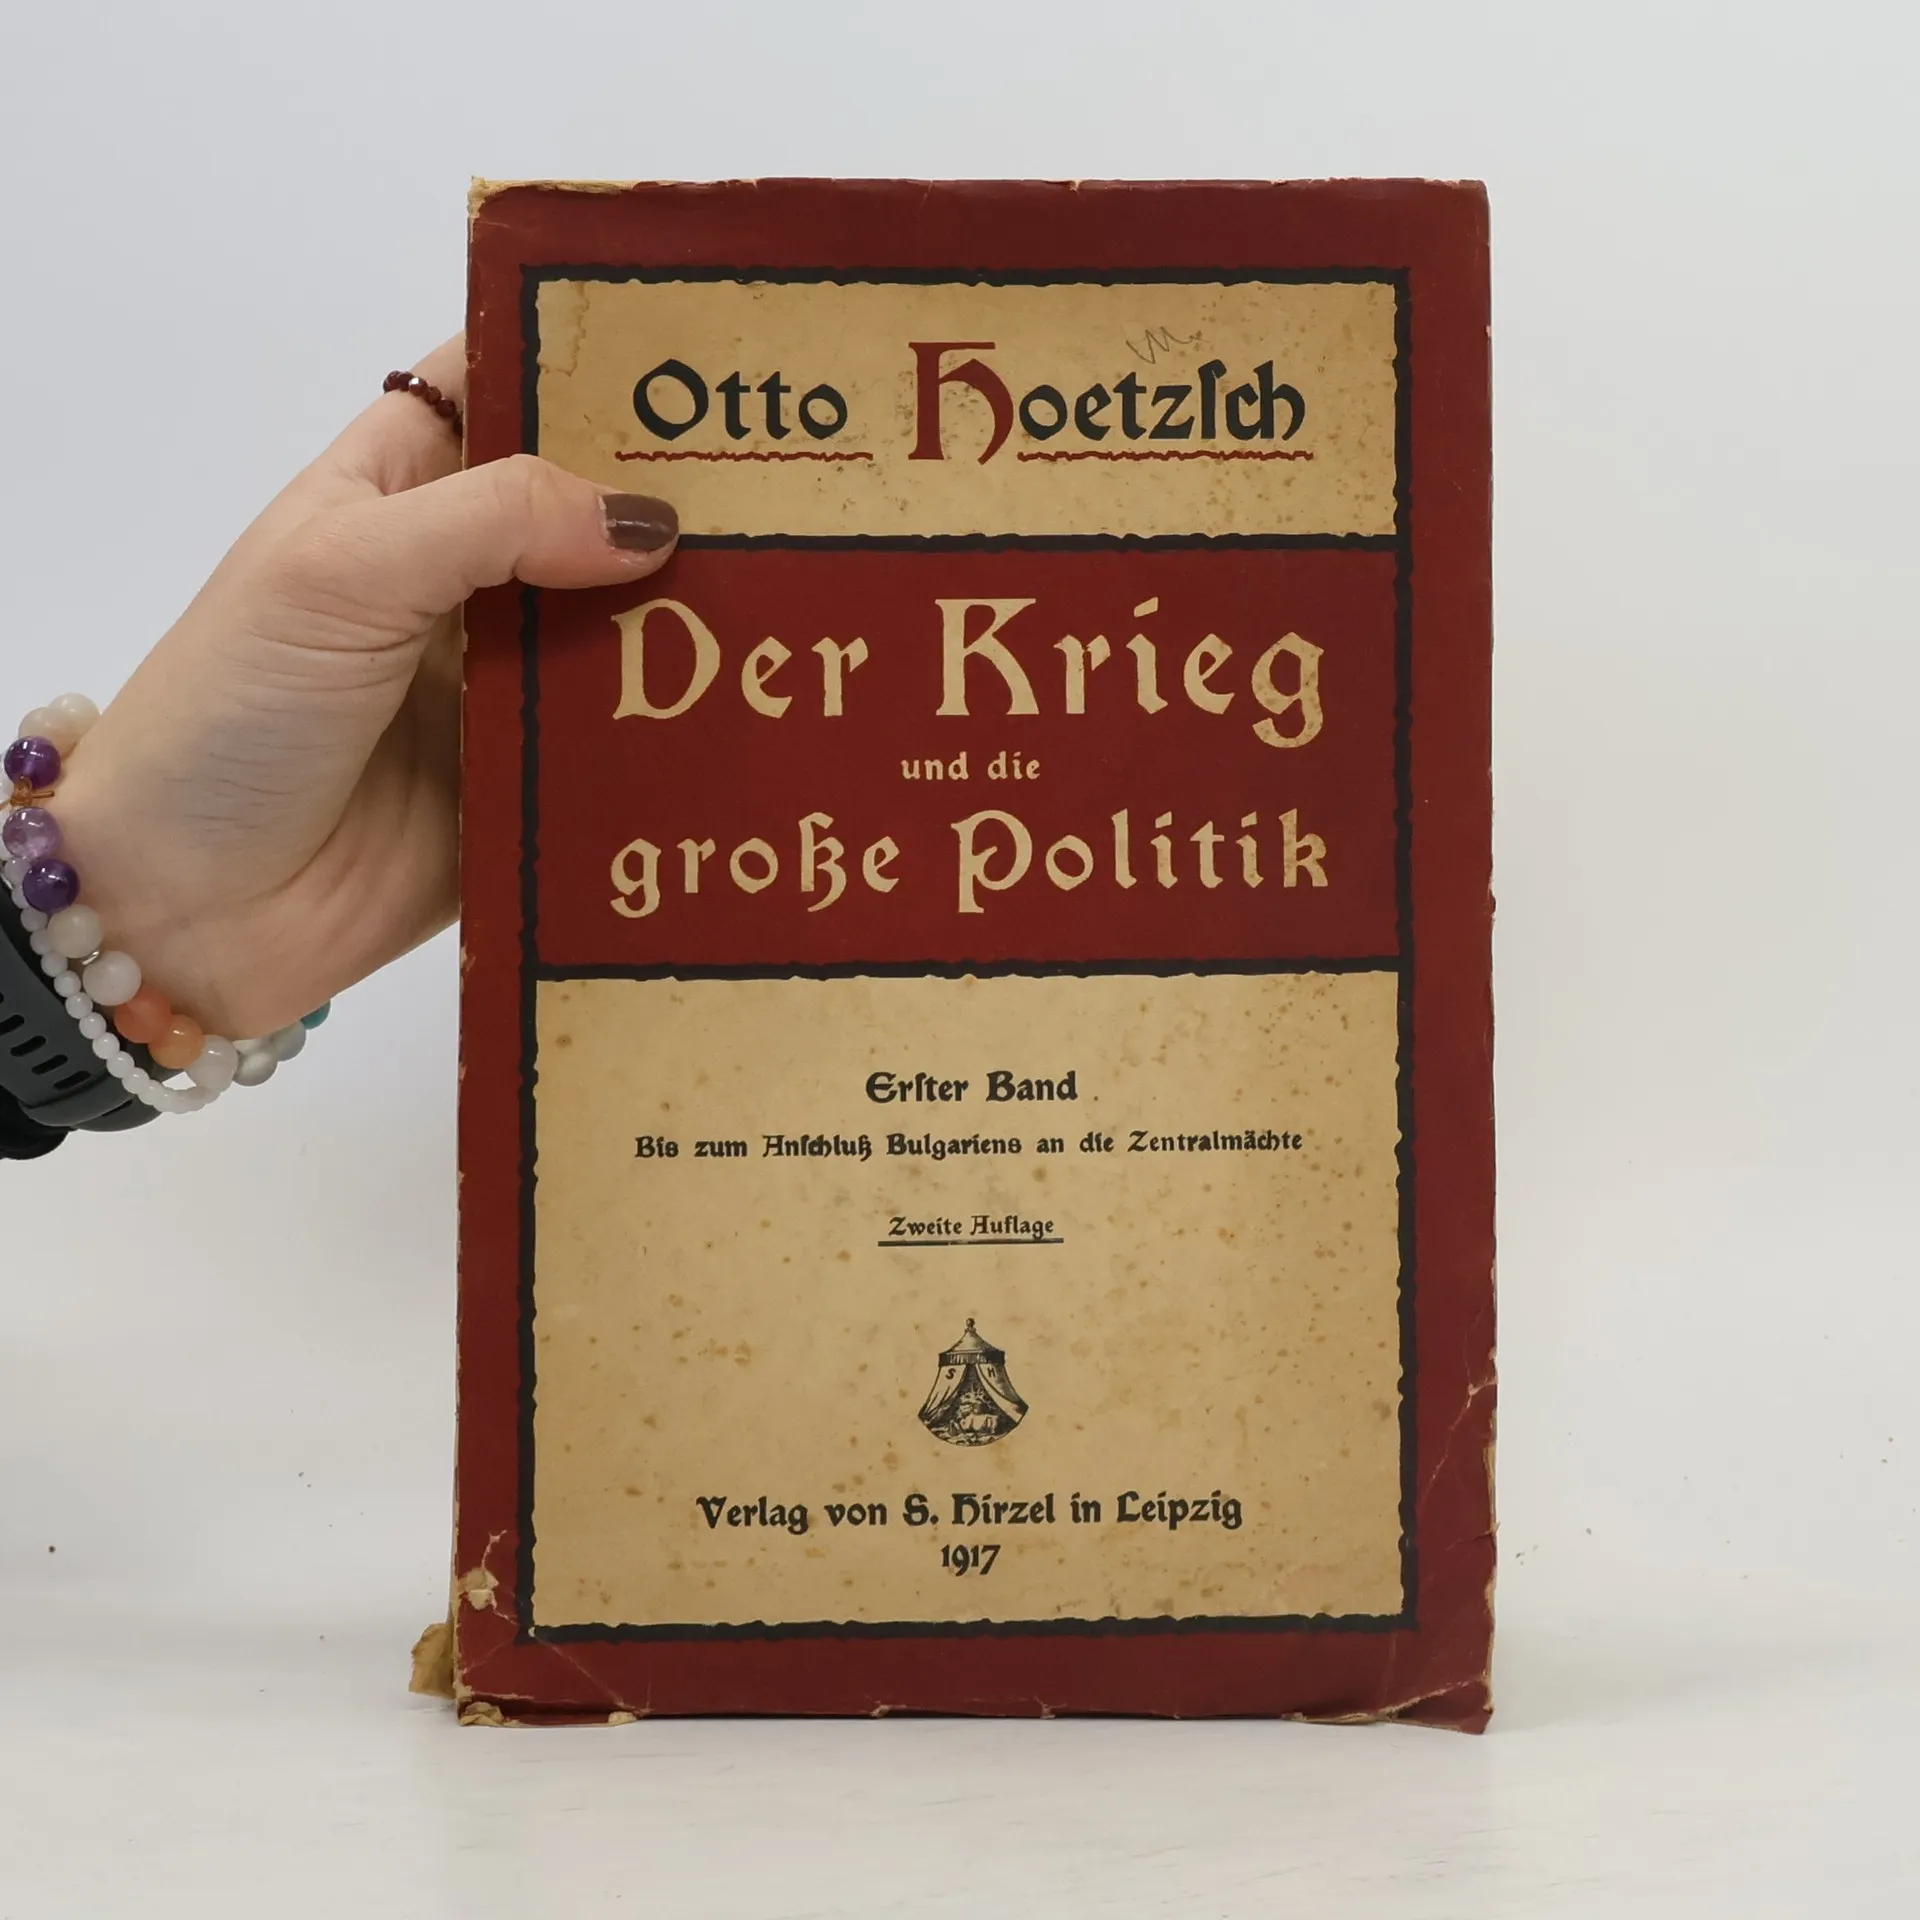 Otto Hoetzſch
Der Krieg
und die
große Politik
Erſter Band
Bis zum Anſchluß Bulgariens an die Zentralmächte
Zweite Auflage
S H
Verlag von S. Hirzel in Leipzig
1917